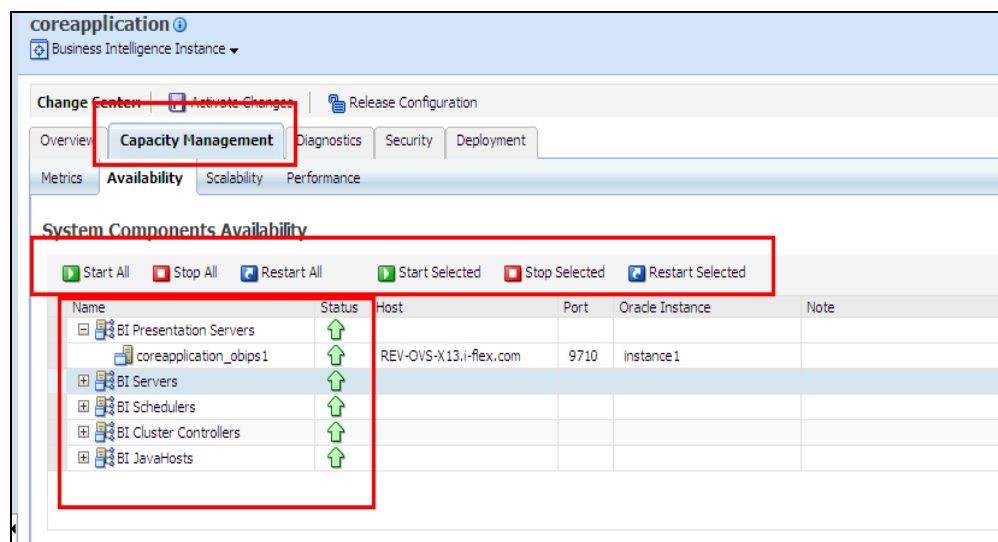 coreapplication
Business Intelligence Instance
Change Center: Activate Changes Release Configuration
Overview Capacity Management Diagnostics Security Deployment
Metrics Availability Scalability Performance
System Components Availability
Start All Stop All Restart All Start Selected Stop Selected Restart Selected
Name Status Host Port Oracle Instance Note
BI Presentation Servers
coreapplication_obips1 REV-OVS-X13.i-flex.com 9710 instance1
BI Servers
BI Schedulers
BI Cluster Controllers
BI JavaHosts